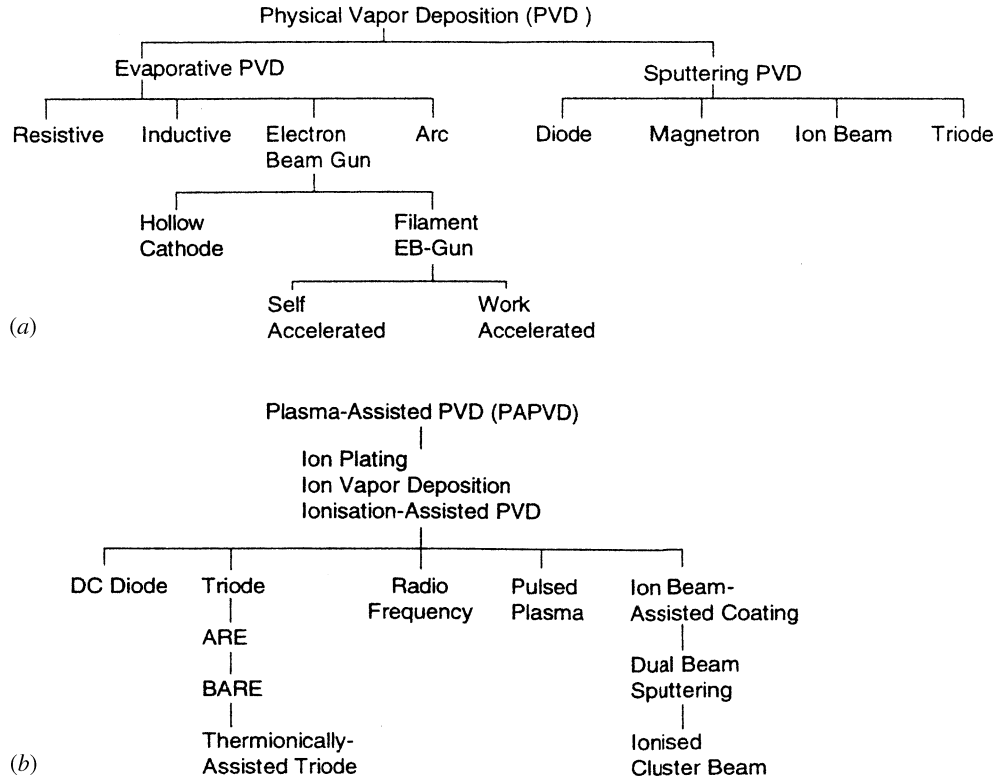 Physical Vapor Deposition (PVD )
Evaporative PVD
Sputtering PVD
Resistive
Inductive
Electron
Beam Gun
Arc
Diode
Magnetron
Ion Beam
Triode
Hollow
Cathode
Filament
EB-Gun
Self
Accelerated
Work
Accelerated
(a)
Plasma-Assisted PVD (PAPVD)
Ion Plating
Ion Vapor Deposition
Ionisation-Assisted PVD
DC Diode
Triode
Radio
Frequency
Pulsed
Plasma
Ion Beam-
Assisted Coating
ARE
BARE
Thermionically-
Assisted Triode
Dual Beam
Sputtering
Ionised
Cluster Beam
(b)